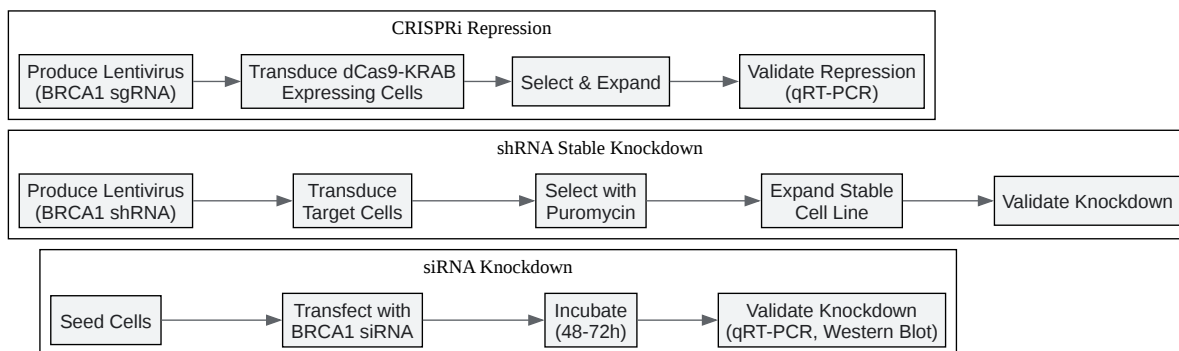 CRISPRi Repression
Produce Lentivirus
(BRCA1 sgRNA)
Transduce dCas9-KRAB
Expressing Cells
Select & Expand
Validate Repression
(qRT-PCR)
shRNA Stable Knockdown
Produce Lentivirus
(BRCA1 shRNA)
Transduce
Target Cells
Select with
Puromycin
Expand Stable
Cell Line
Validate Knockdown
siRNA Knockdown
Seed Cells
Transfect with
BRCA1 siRNA
Incubate
(48-72h)
Validate Knockdown
(qRT-PCR, Western Blot)